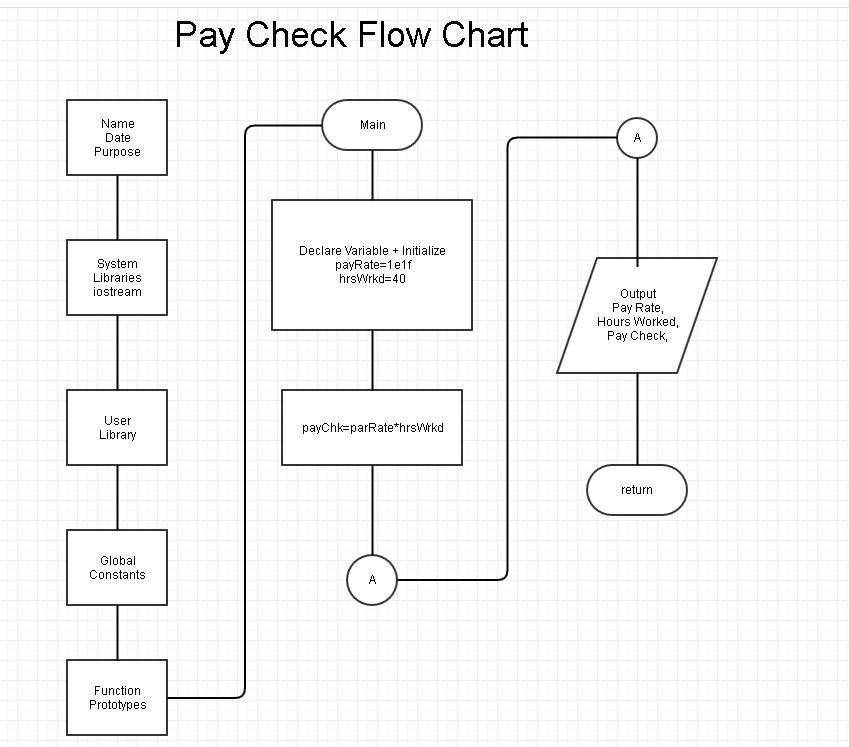 Pay Check Flow Chart
Name
Date
Purpose
System
Libraries
iostream
User
Library
Global
Constants
Function
Prototypes
Main
Declare Variable + Initialize
payRate=1e1f
hrsWrkd=40
payChk=parRate*hrsWrkd
A
A
Output
Pay Rate,
Hours Worked,
Pay Check,
return